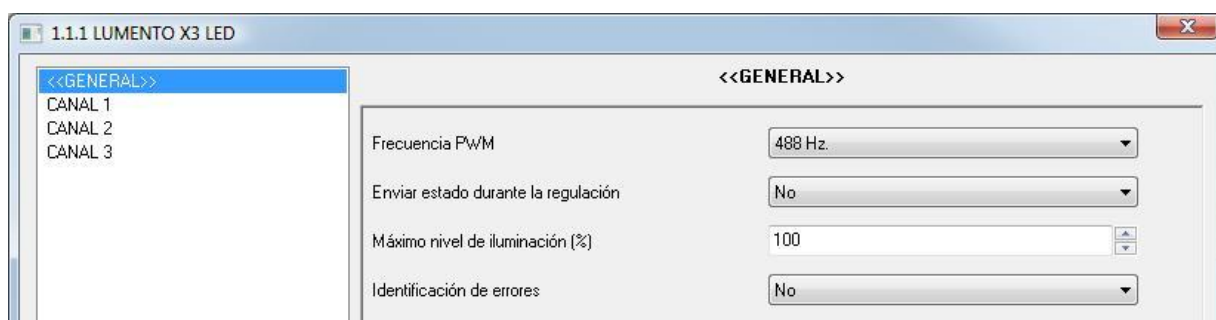 1.1.1 LUMENTO X3 LED
<<GENERAL>>
CANAL 1
CANAL 2
CANAL 3
<<GENERAL>>
Frecuencia PWM
488 Hz.
Enviar estado durante la regulación
No
Máximo nivel de iluminación (%)
100
Identificación de errores
No